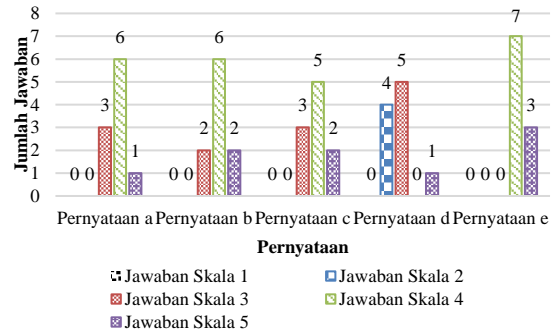 Jumlah Jawaban
8
7
6
5
4
3
2
1
0
0 0 3 6 1
0 0 2 6 2
0 0 3 5 2
0 4 5 0 1
0 0 0 7 3
Pernyataan a Pernyataan b Pernyataan c Pernyataan d Pernyataan e
Pernyataan
Jawaban Skala 1 Jawaban Skala 2
Jawaban Skala 3 Jawaban Skala 4
Jawaban Skala 5